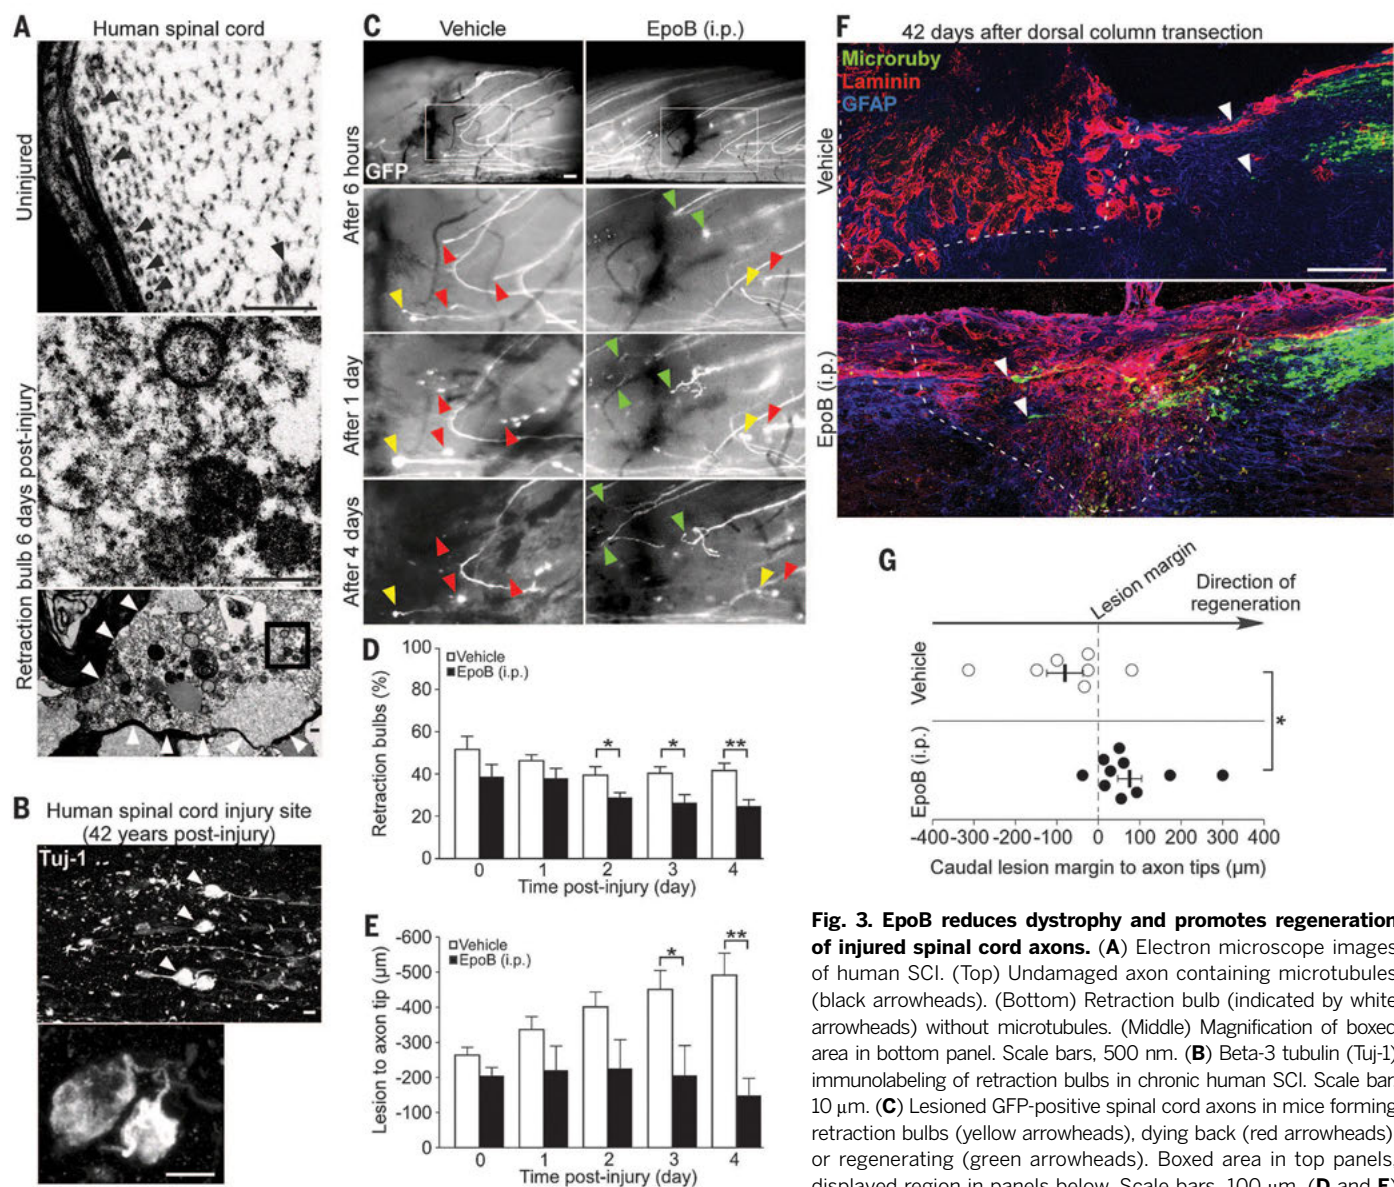 A
Human spinal cord
Uninjured
Retraction bulb 6 days post-injury
B
Human spinal cord injury site
(42 years post-injury)
Tuj-1
C
Vehicle
EpoB (i.p.)
After 6 hours
GFP
After 1 day
After 4 days
D
100
80
60
40
20
0
Retraction bulbs (%)
Vehicle
EpoB (i.p.)
*
*
**
0 1 2 3 4
Time post-injury (day)
E
-600
-500
-400
-300
-200
-100
0
Lesion to axon tip (µm)
Vehicle
EpoB (i.p.)
*
**
0 1 2 3 4
Time post-injury (day)
F
42 days after dorsal column transection
Microruby
Laminin
GFAP
Vehicle
EpoB (i.p.)
G
Lesion margin
Direction of
regeneration
Vehicle
EpoB (i.p.)
*
-400 -300 -200 -100 0 100 200 300 400
Caudal lesion margin to axon tips (µm)
Fig. 3. EpoB reduces dystrophy and promotes regeneration
of injured spinal cord axons. (A) Electron microscope images
of human SCI. (Top) Undamaged axon containing microtubules
(black arrowheads). (Bottom) Retraction bulb (indicated by white
arrowheads) without microtubules. (Middle) Magnification of boxed
area in bottom panel. Scale bars, 500 nm. (B) Beta-3 tubulin (Tuj-1)
immunolabeling of retraction bulbs in chronic human SCI. Scale bar
10 µm. (C) Lesioned GFP-positive spinal cord axons in mice forming
retraction bulbs (yellow arrowheads), dying back (red arrowheads)
or regenerating (green arrowheads). Boxed area in top panels,
displayed region in panels below. Scale bars, 100 µm. (D and E)